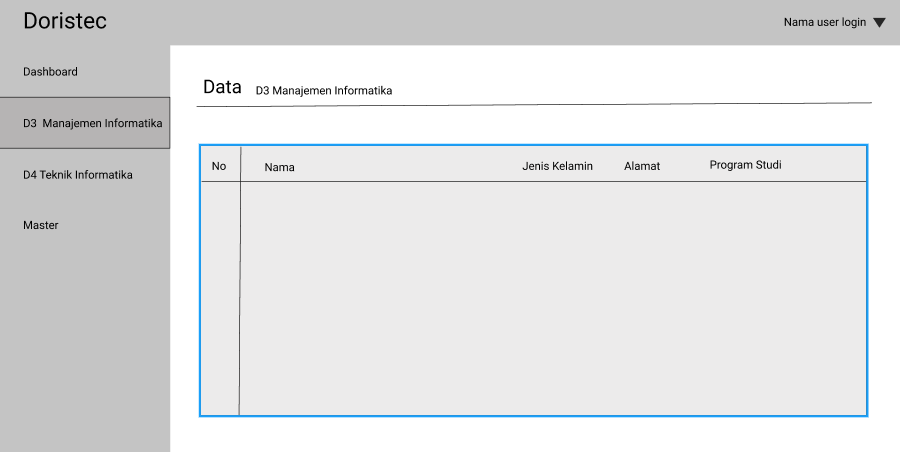 Doristec
Nama user login
Dashboard
D3 Manajemen Informatika
D4 Teknik Informatika
Master
Data D3 Manajemen Informatika
No Nama Jenis Kelamin Alamat Program Studi